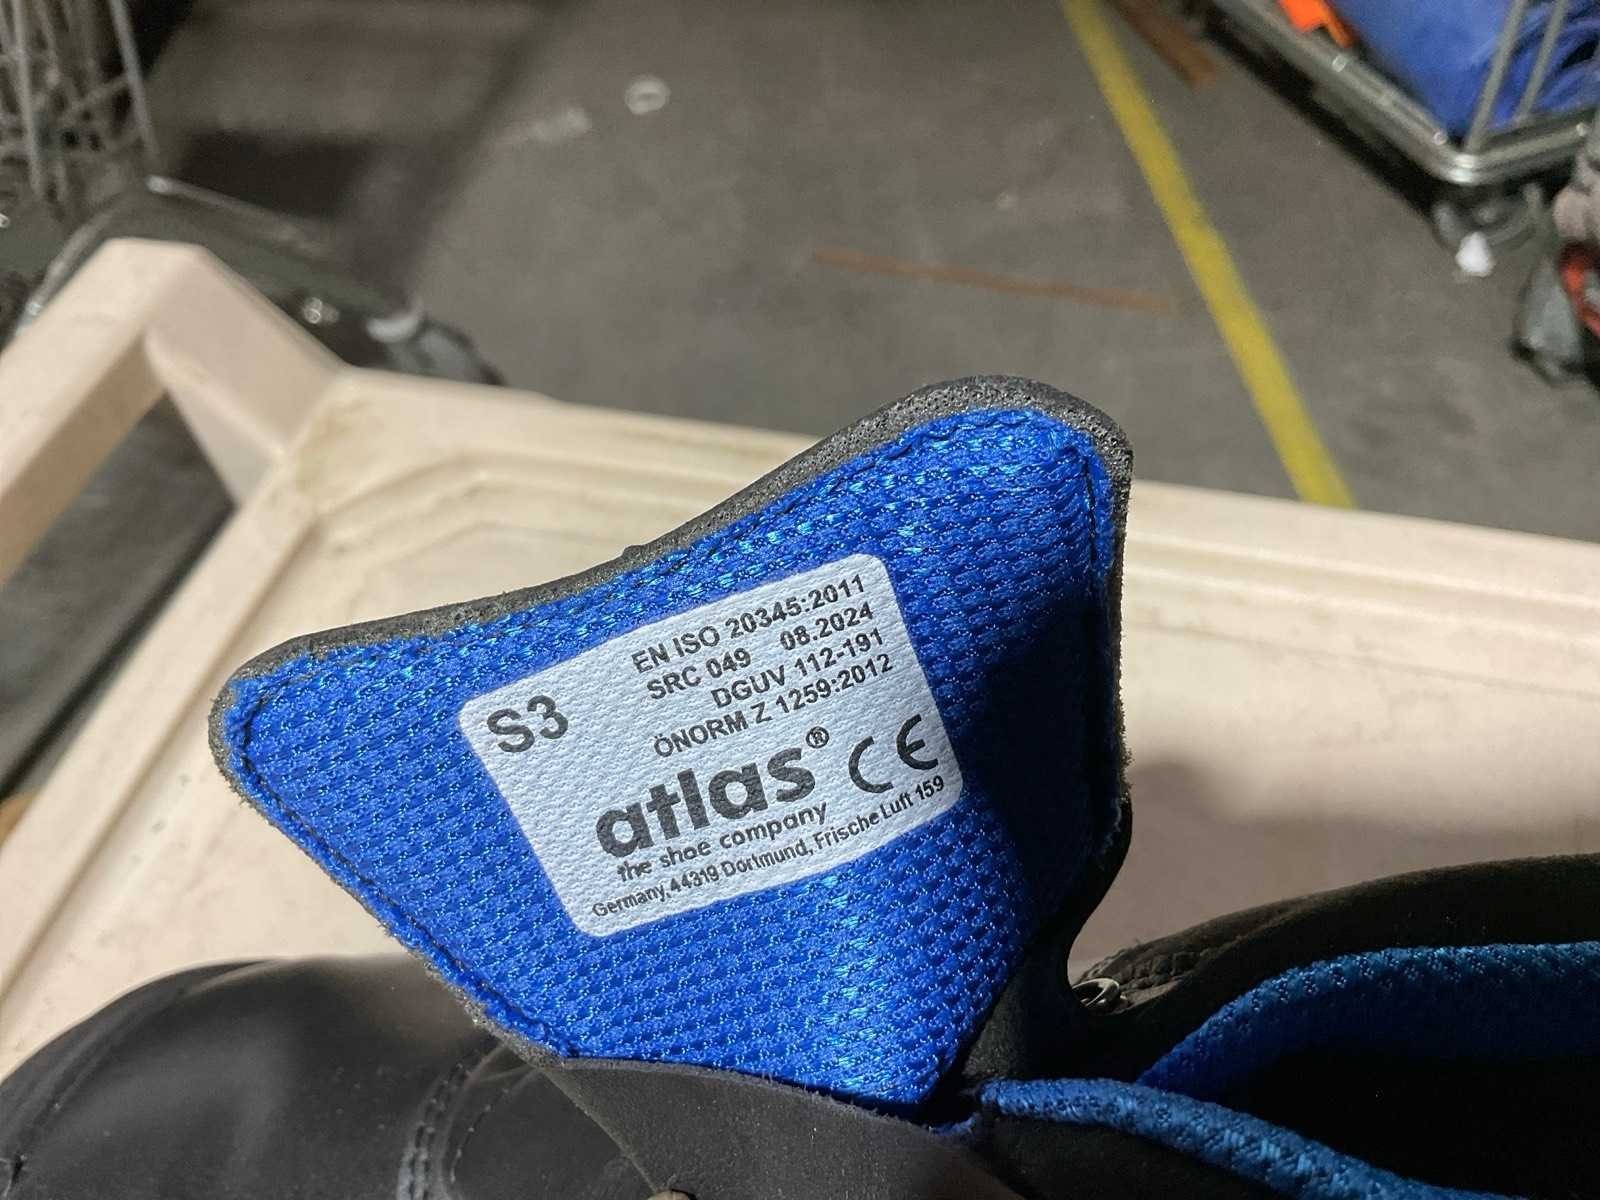 S3
EN ISO 20345:2011
SRC 049 08.2024
DGUV 112-191
ÖNORM Z 1259:2012
atlas® CE
the shoe company
Germany,44319 Dortmund, Frische Luft 159